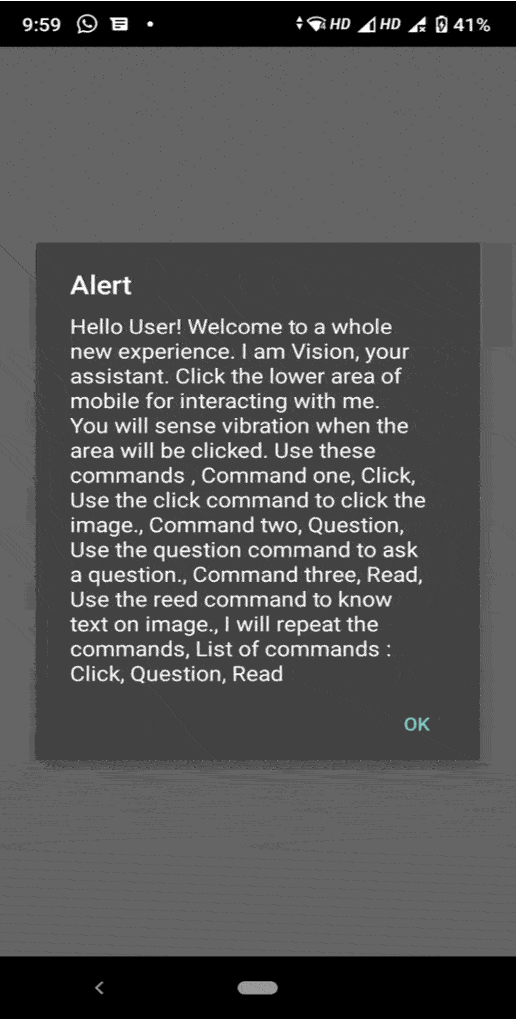 9:59 HD HD 41%
Alert
Hello User! Welcome to a whole
new experience. I am Vision, your
assistant. Click the lower area of
mobile for interacting with me.
You will sense vibration when the
area will be clicked. Use these
commands , Command one, Click,
Use the click command to click the
image., Command two, Question,
Use the question command to ask
a question., Command three, Read,
Use the reed command to know
text on image., I will repeat the
commands, List of commands :
Click, Question, Read
OK